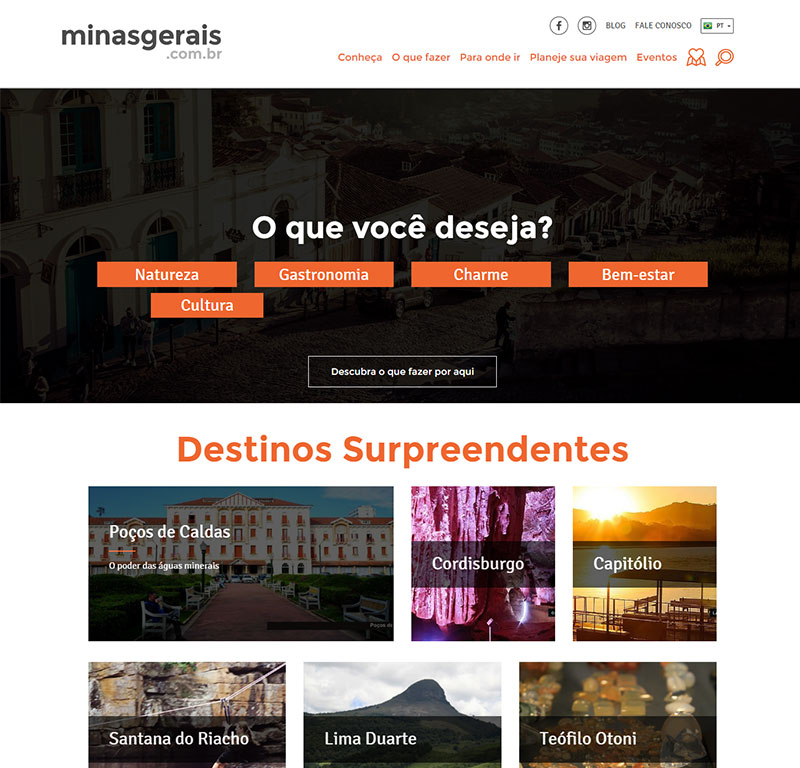 minasgerais
.com.br
BLOG FALE CONOSCO PT
Conheça O que fazer Para onde ir Planeje sua viagem Eventos
O que você deseja?
Natureza Gastronomia Charme Bem-estar
Cultura
Descubra o que fazer por aqui
Destinos Surpreendentes
Poços de Caldas
O poder das águas minerais
Cordisburgo
Capitólio
Poços de
Santana do Riacho
Lima Duarte
Teófilo Otoni